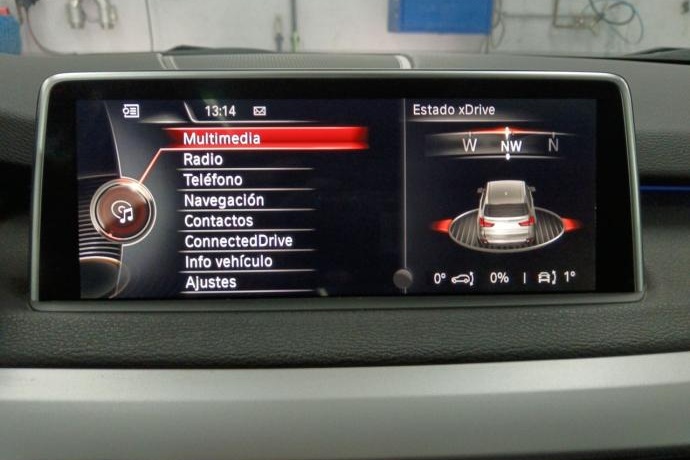 13:14
Multimedia
Radio
Teléfono
Navegación
Contactos
ConnectedDrive
Info vehículo
Ajustes
Estado xDrive
W NW N
0° 0% | 1°